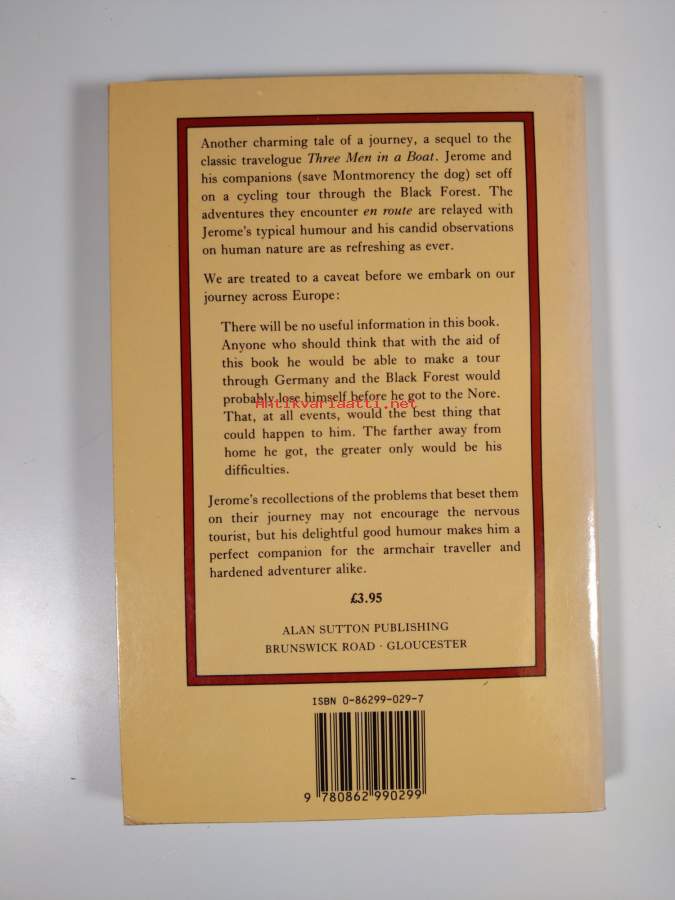 Another charming tale of a journey, a sequel to the
classic travelogue Three Men in a Boat. Jerome and
his companions (save Montmorency the dog) set off
on a cycling tour through the Black Forest. The
adventures they encounter en route are relayed with
Jerome's typical humour and his candid observations
on human nature are as refreshing as ever.
We are treated to a caveat before we embark on our
journey across Europe:
There will be no useful information in this book.
Anyone who should think that with the aid of
this book he would be able to make a tour
through Germany and the Black Forest would
probably lose himself before he got to the Nore.
Antikvariaatti.net
That, at all events, would the best thing that
could happen to him. The farther away from
home he got, the greater only would be his
difficulties.
Jerome's recollections of the problems that beset them
on their journey may not encourage the nervous
tourist, but his delightful good humour makes him a
perfect companion for the armchair traveller and
hardened adventurer alike.
£3.95
ALAN SUTTON PUBLISHING
BRUNSWICK ROAD · GLOUCESTER
ISBN 0-86299-029-7
9 780862 990299